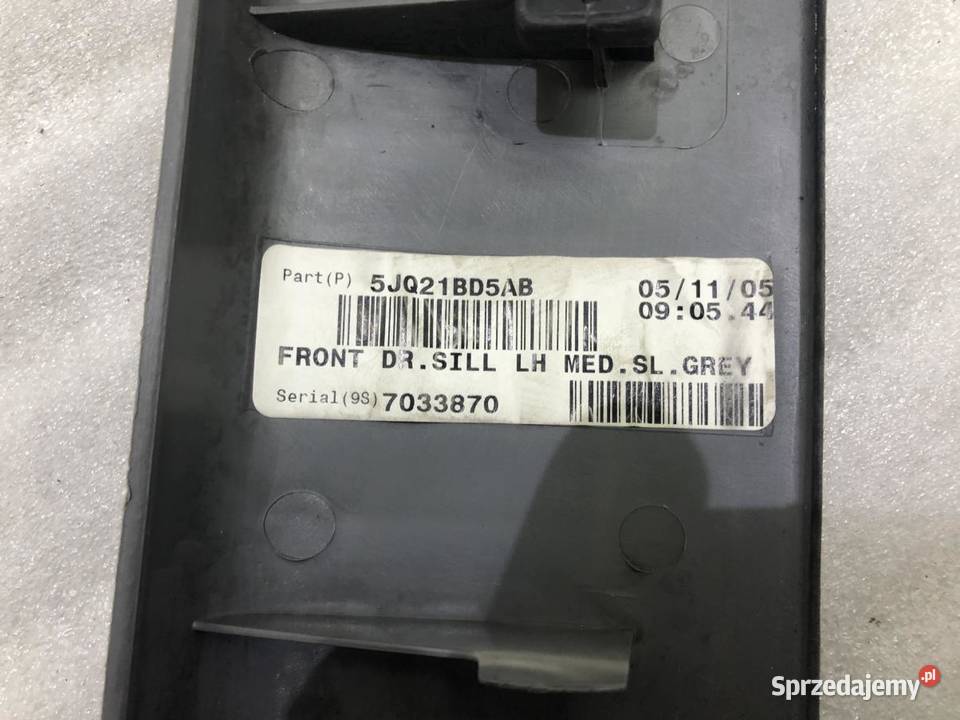 Part(P) 5JQ21BD5AB 05/11/05
09:05.44
FRONT DR.SILL LH MED.SL.GREY
Serial(9S) 7033870
Sprzedajemy.pl